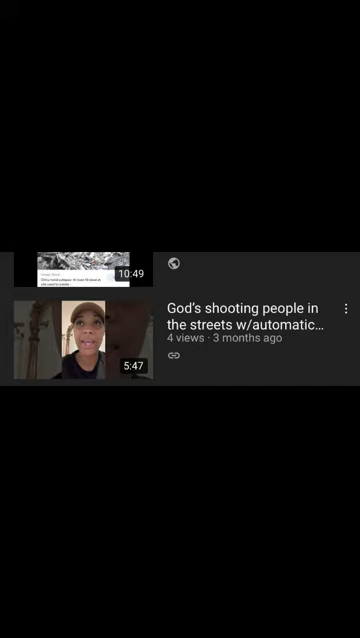 10:49
God's shooting people in
the streets w/automatic...
4 views · 3 months ago
5:47